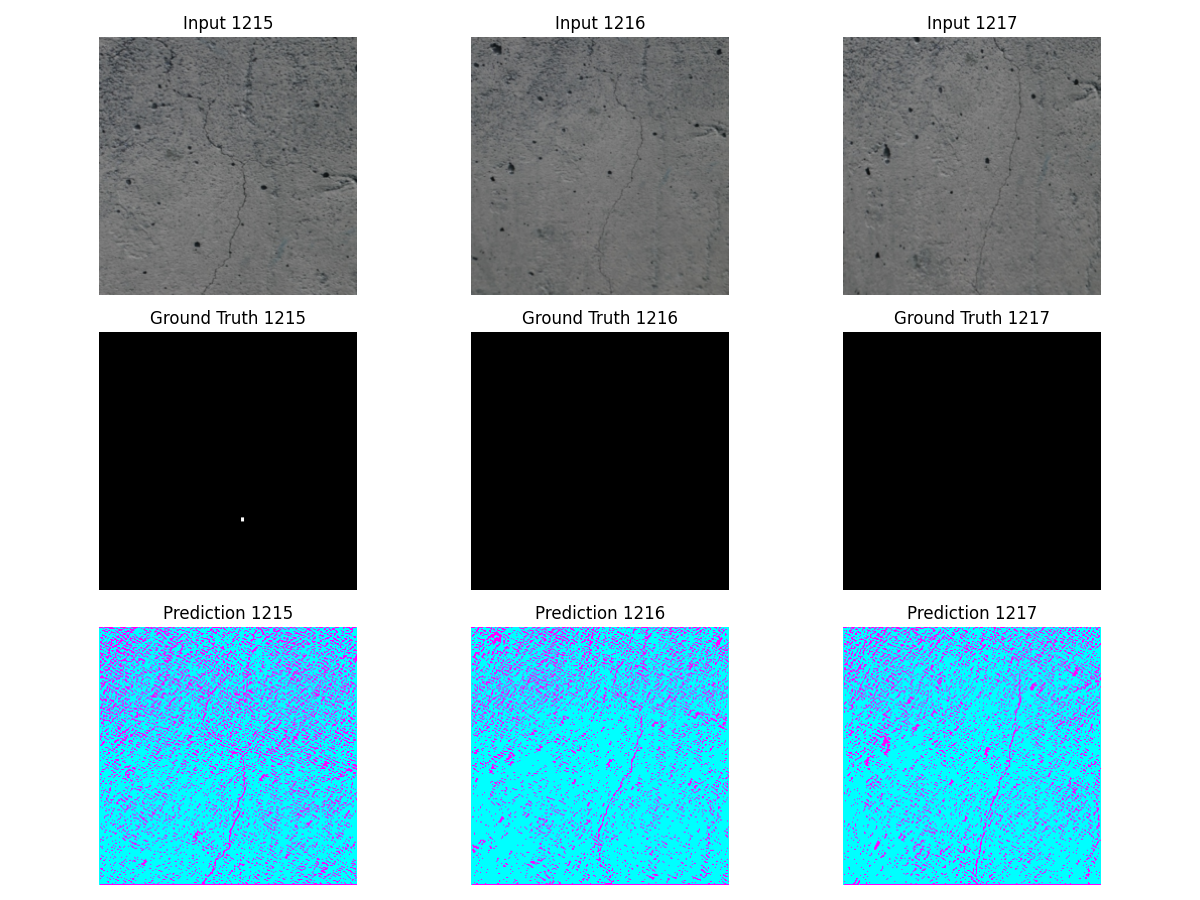 Input 1215
Input 1216
Input 1217
Ground Truth 1215
Ground Truth 1216
Ground Truth 1217
Prediction 1215
Prediction 1216
Prediction 1217